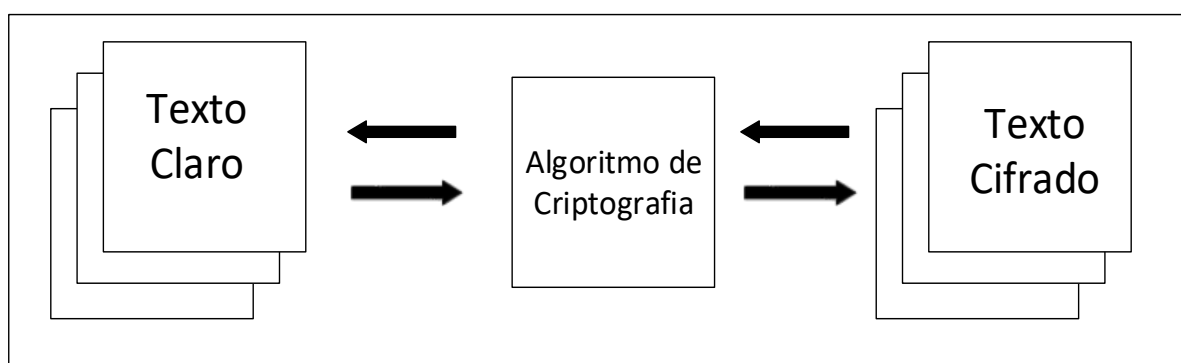 Texto
Claro
Algoritmo de
Criptografia
Texto
Cifrado